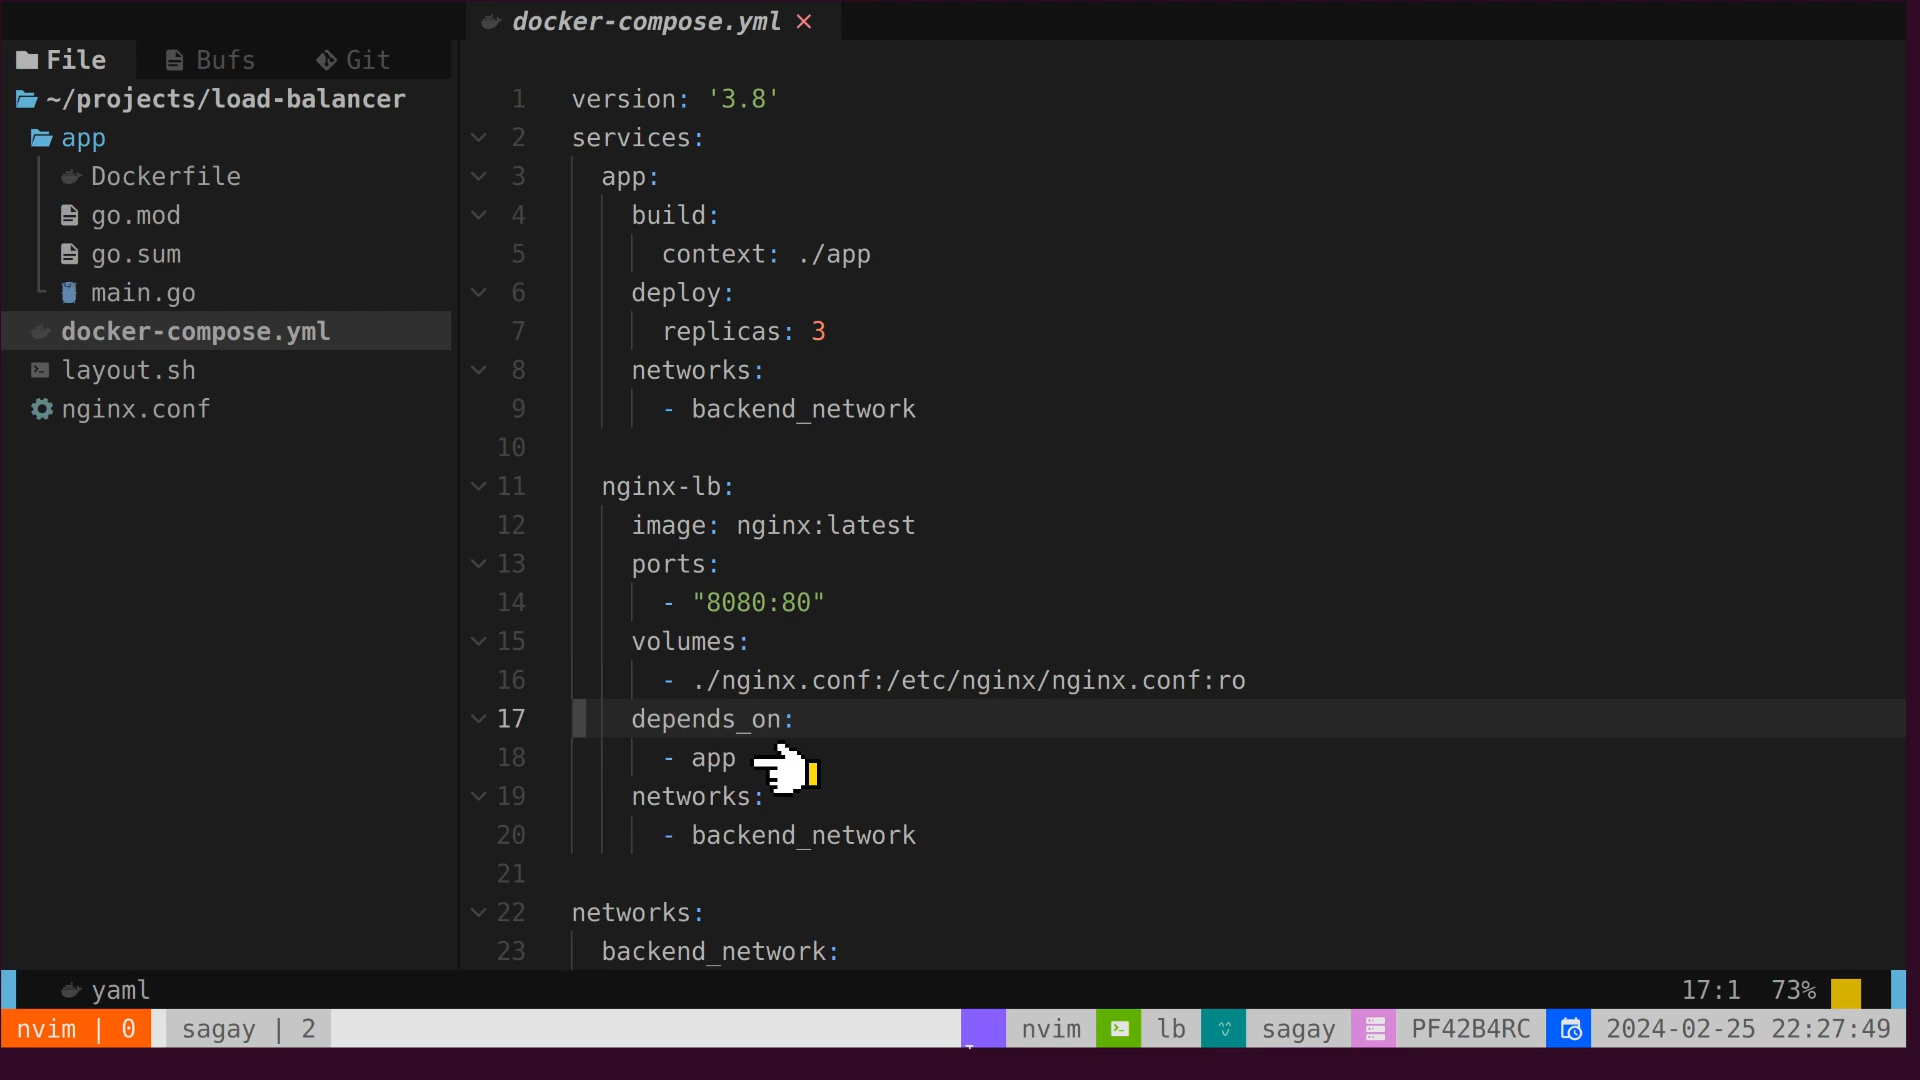 docker-compose.yml
File Bufs Git
~/projects/load-balancer
app
Dockerfile
go.mod
go.sum
main.go
docker-compose.yml
layout.sh
nginx.conf
1 version: '3.8'
2 services:
3 app:
4 build:
5 context: ./app
6 deploy:
7 replicas: 3
8 networks:
9 - backend_network
10
11 nginx-lb:
12 image: nginx:latest
13 ports:
14 - "8080:80"
15 volumes:
16 - ./nginx.conf:/etc/nginx/nginx.conf:ro
17 depends_on:
18 - app
19 networks:
20 - backend_network
21
22 networks:
23 backend_network:
yaml 17:1 73%
nvim | 0 sagay | 2 nvim lb sagay PF42B4RC 2024-02-25 22:27:49